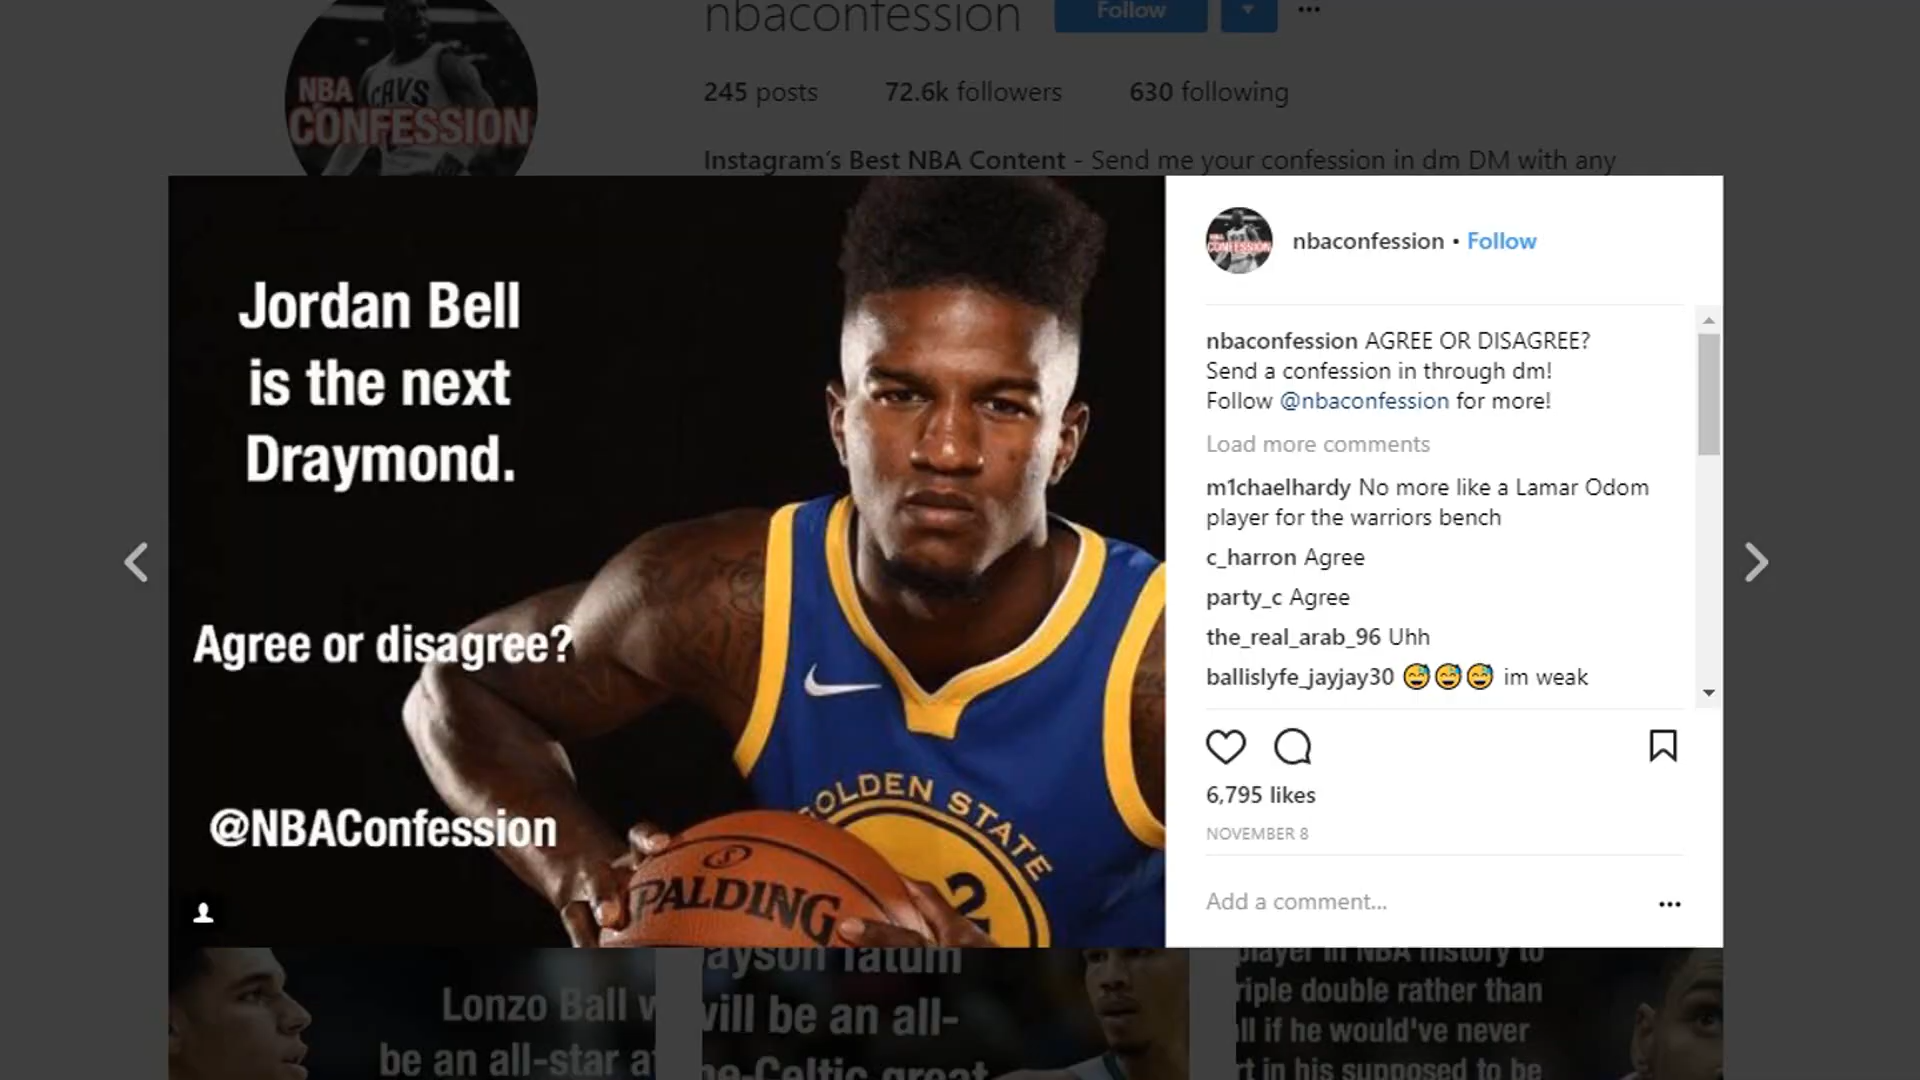 nbaconfession
Follow
245 posts 72.6k followers 630 following
NBA
CAVS
CONFESSION
Instagram's Best NBA Content - Send me your confession in dm DM with any
Jordan Bell
is the next
Draymond.
Agree or disagree?
@NBAConfession
GOLDEN STATE
2
SPALDING
nbaconfession • Follow
nbaconfession AGREE OR DISAGREE?
Send a confession in through dm!
Follow @nbaconfession for more!
Load more comments
m1chaelhardy No more like a Lamar Odom
player for the warriors bench
c_harron Agree
party_c Agree
the_real_arab_96 Uhh
ballislyfe_jayjay30 😅😅😅 im weak
6,795 likes
NOVEMBER 8
Add a comment...
Lonzo Ball w
be an all-star a
ayson Tatum
will be an all-
me-Celtic great
player in NBA history to
riple double rather than
ll if he would've never
rt in his supposed to be